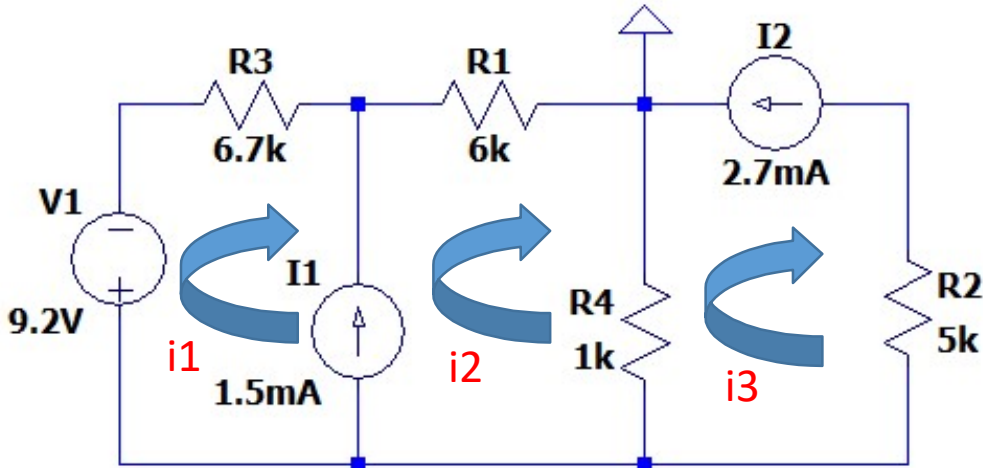 R3
6.7k
R1
6k
I2
2.7mA
V1
−
+
9.2V
I1
1.5mA
R4
1k
R2
5k
i1
i2
i3